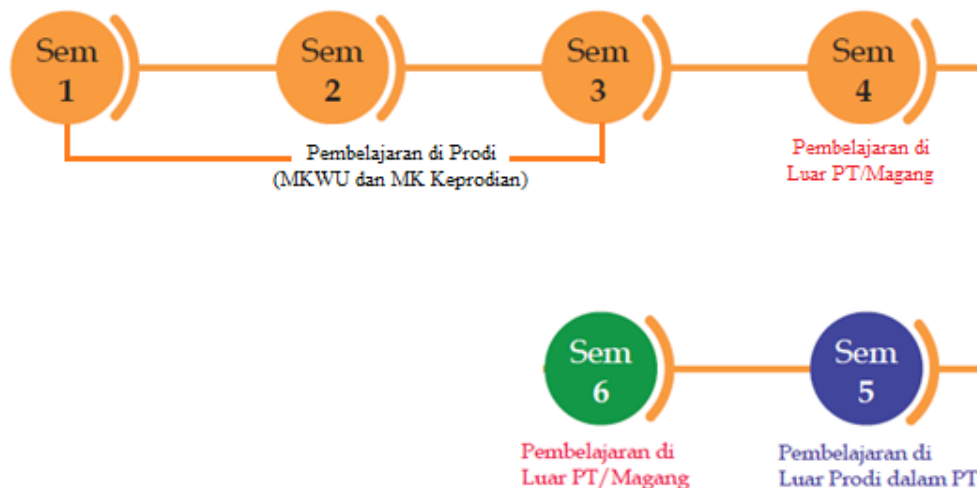 Sem
1
Sem
2
Sem
3
Sem
4
Pembelajaran di Prodi
(MKWU dan MK Keprodian)
Pembelajaran di
Luar PT/Magang
Sem
6
Sem
5
Pembelajaran di
Luar PT/Magang
Pembelajaran di
Luar Prodi dalam PT